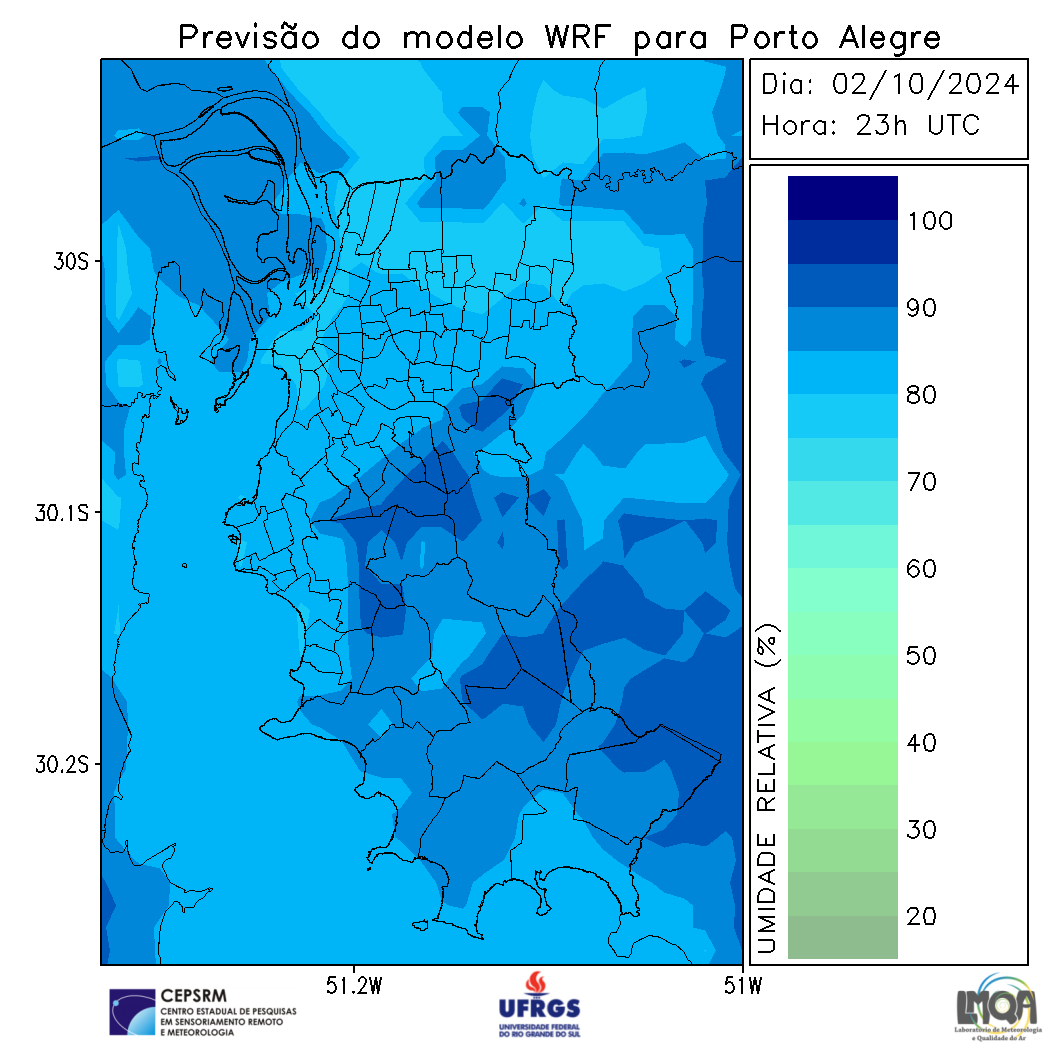 Previsão do modelo WRF para Porto Alegre
Dia: 02/10/2024
Hora: 23h UTC
30S
30.1S
30.2S
51.2W
51W
100
90
80
70
60
50
40
30
20
UMIDADE RELATIVA (%)
CEPSRM
CENTRO ESTADUAL DE PESQUISAS
EM SENSORIAMENTO REMOTO
E METEOROLOGIA
UFRGS
UNIVERSIDADE FEDERAL
DO RIO GRANDE DO SUL
LMQA
Laboratório de Meteorologia
e Qualidade do Ar